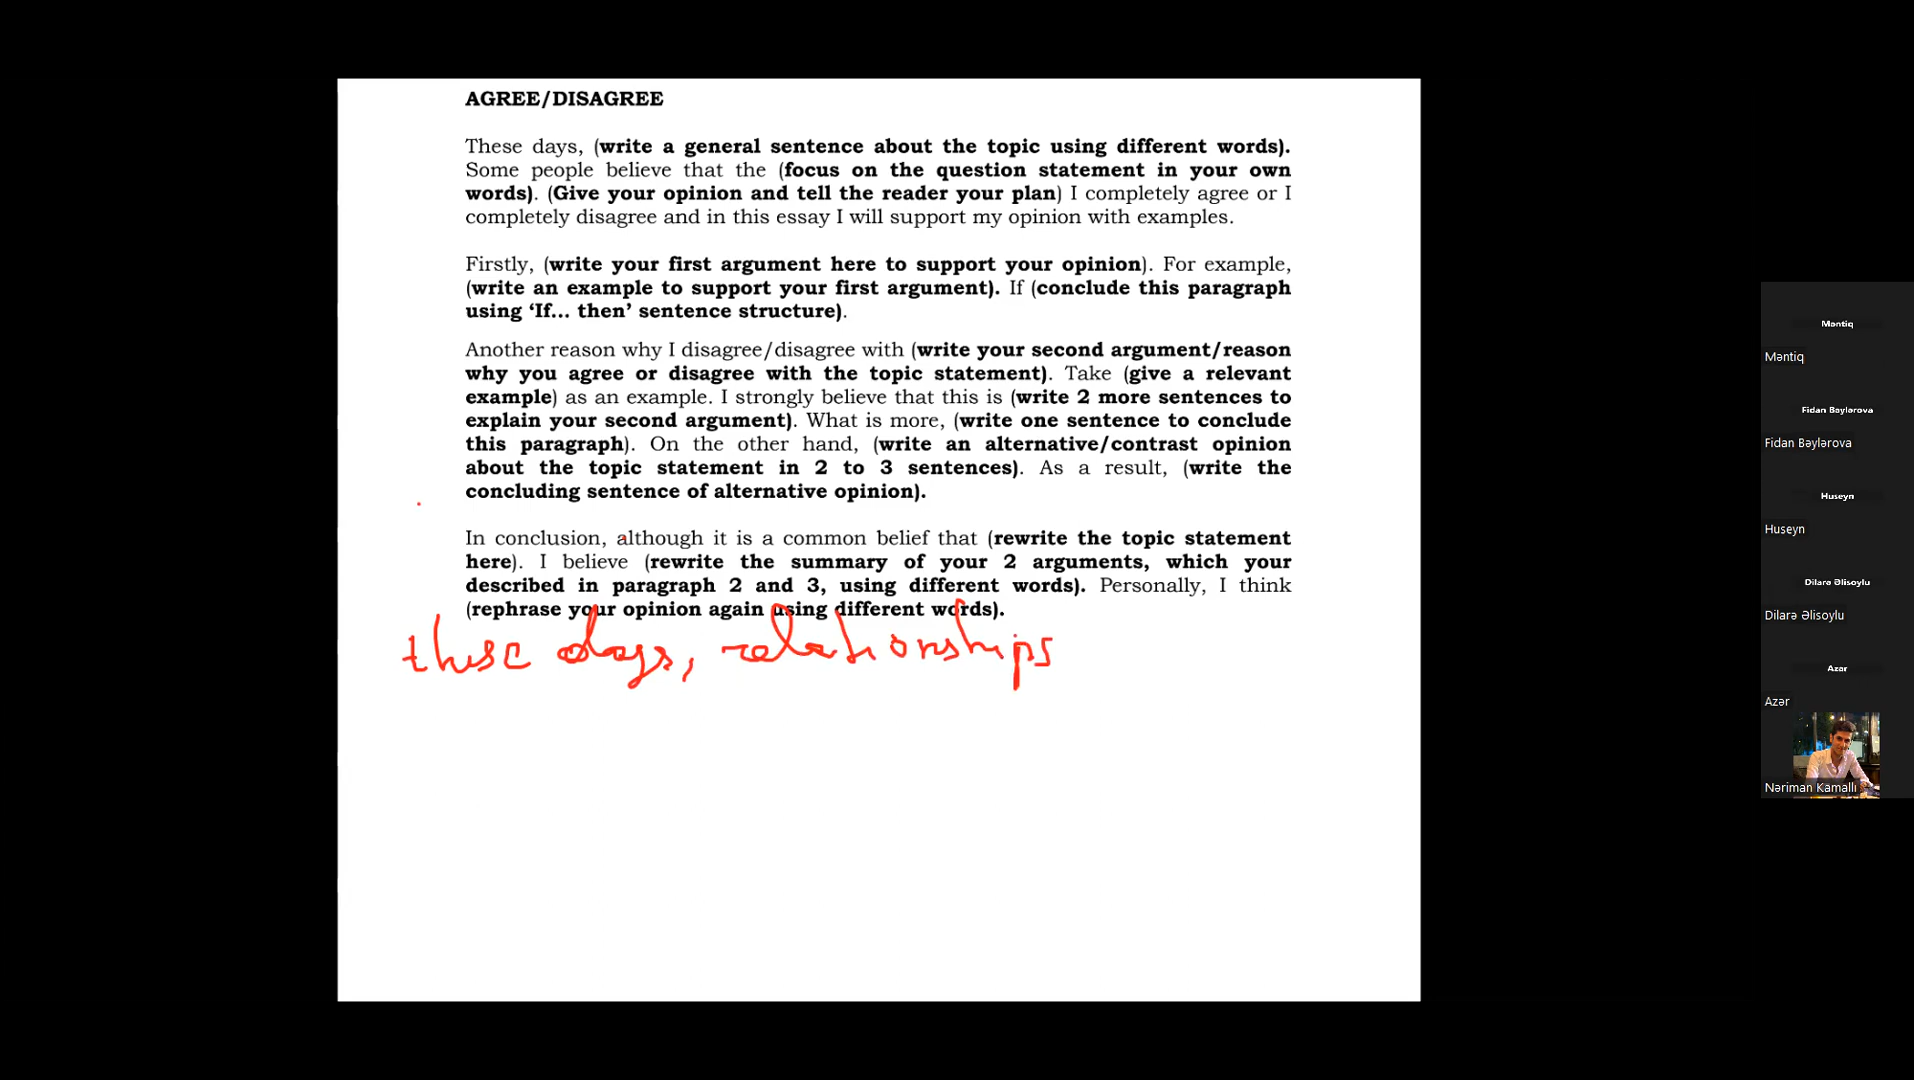 AGREE/DISAGREE
These days, (write a general sentence about the topic using different words).
Some people believe that the (focus on the question statement in your own
words). (Give your opinion and tell the reader your plan) I completely agree or I
completely disagree and in this essay I will support my opinion with examples.
Firstly, (write your first argument here to support your opinion). For example,
(write an example to support your first argument). If (conclude this paragraph
using ‘If... then’ sentence structure).
Another reason why I disagree/disagree with (write your second argument/reason
why you agree or disagree with the topic statement). Take (give a relevant
example) as an example. I strongly believe that this is (write 2 more sentences to
explain your second argument). What is more, (write one sentence to conclude
this paragraph). On the other hand, (write an alternative/contrast opinion
about the topic statement in 2 to 3 sentences). As a result, (write the
concluding sentence of alternative opinion).
In conclusion, although it is a common belief that (rewrite the topic statement
here). I believe (rewrite the summary of your 2 arguments, which your
described in paragraph 2 and 3, using different words). Personally, I think
(rephrase your opinion again using different words).
these days, relationships
Məntiq
Məntiq
Fidan Bəylərova
Fidan Bəylərova
Huseyn
Huseyn
Dilarə Əlisoylu
Dilarə Əlisoylu
Azər
Azər
Nəriman Kamallı